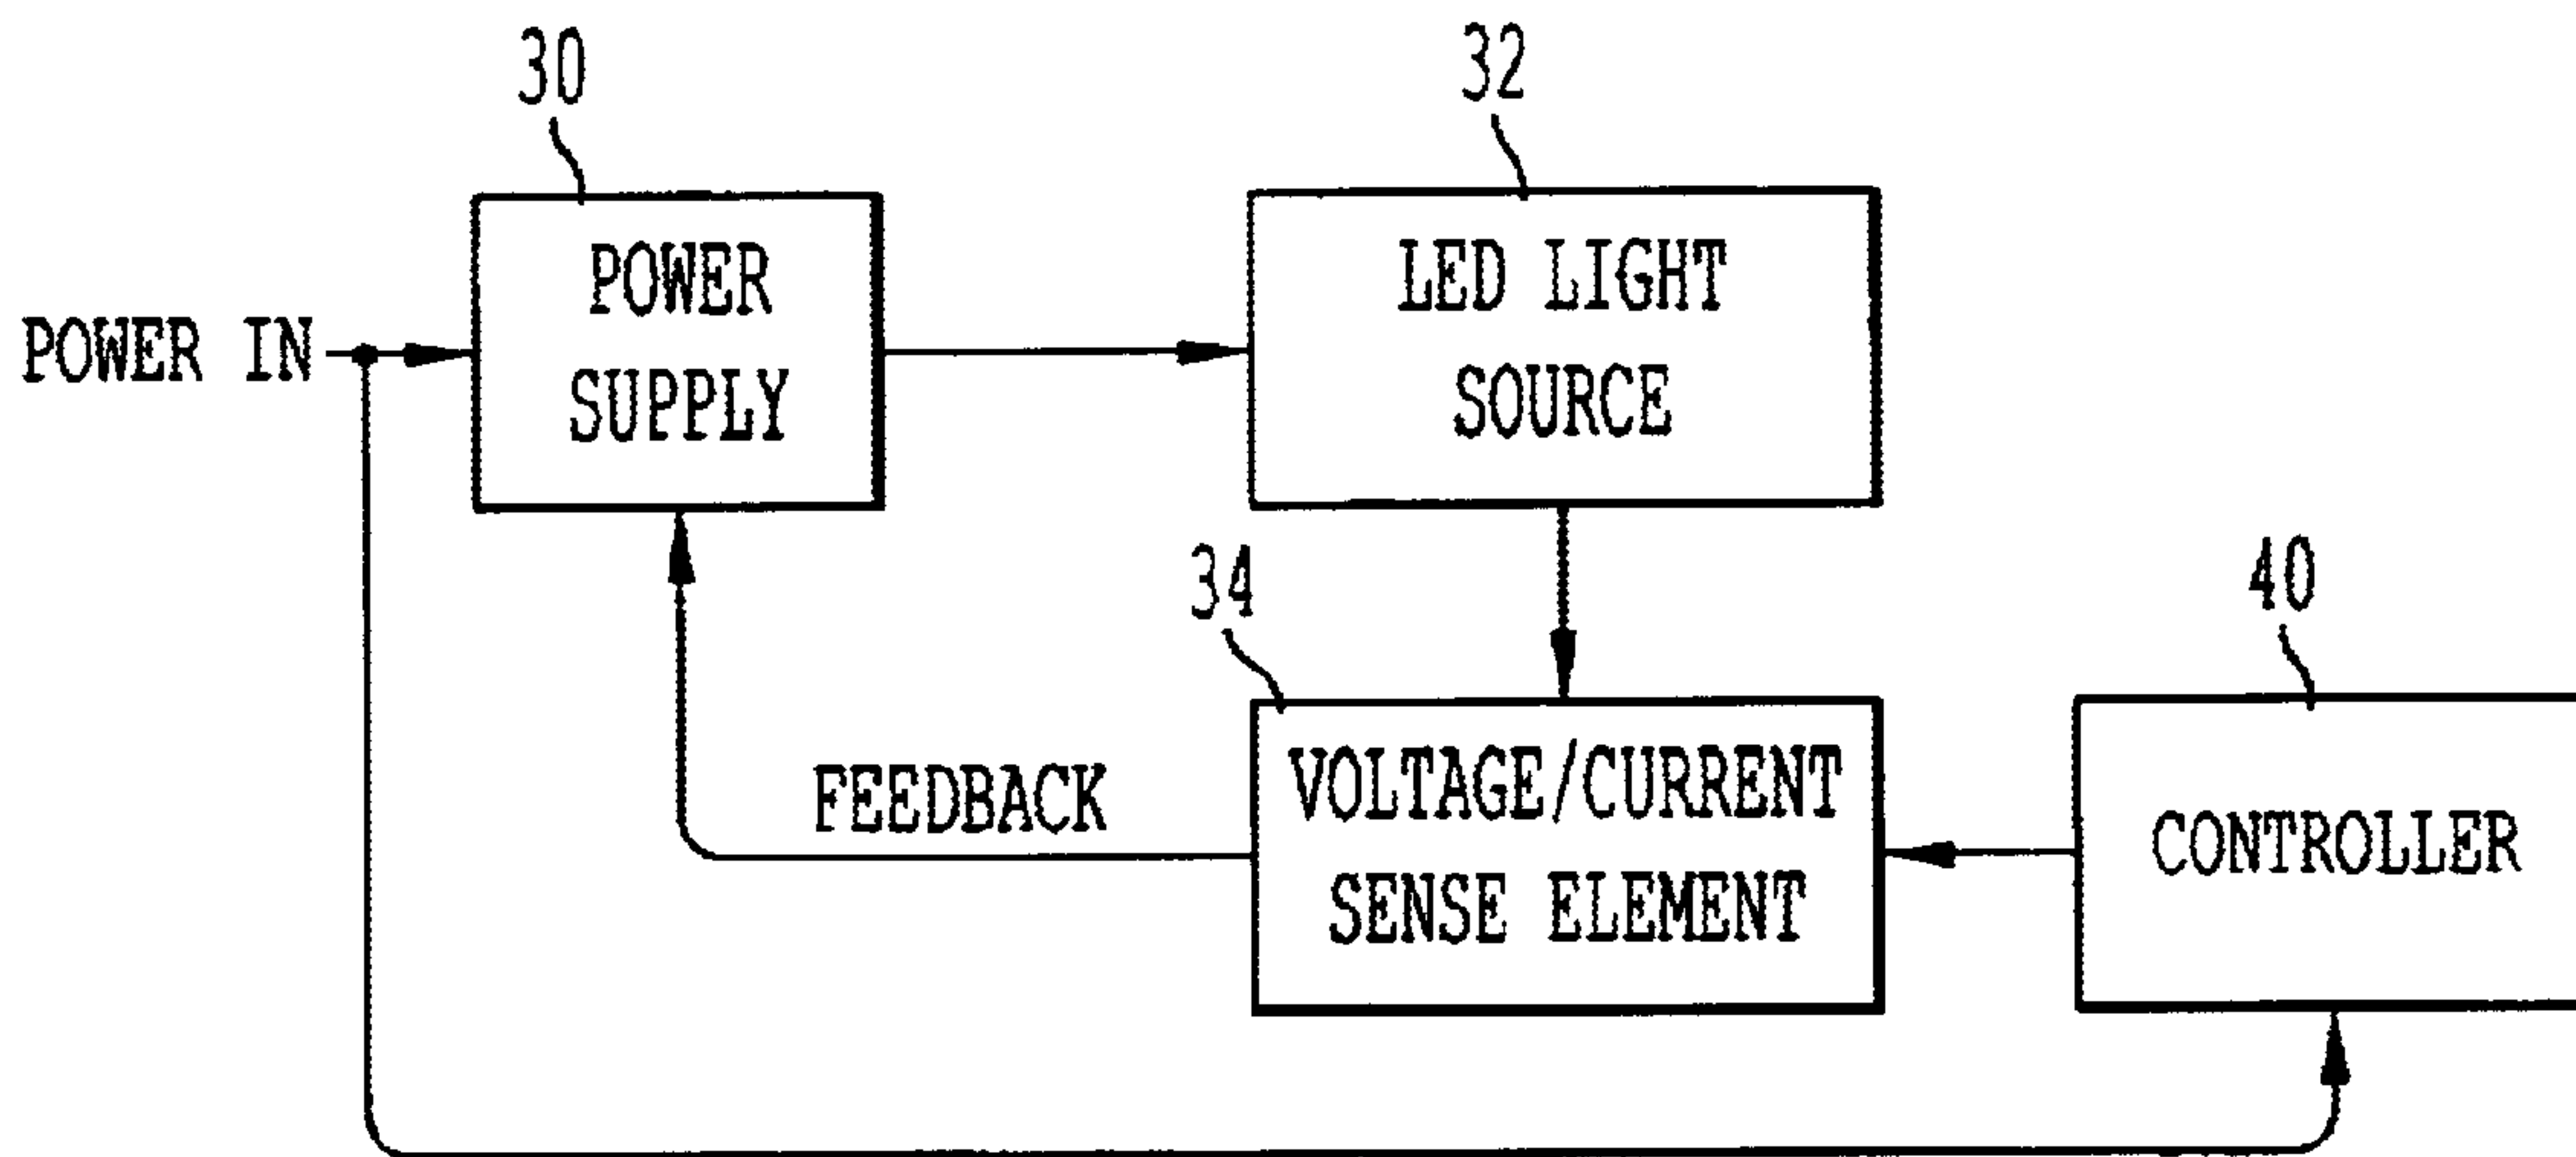 30
32
POWER
SUPPLY
LED LIGHT
SOURCE
POWER IN
34
40
FEEDBACK
VOLTAGE/CURRENT
SENSE ELEMENT
CONTROLLER